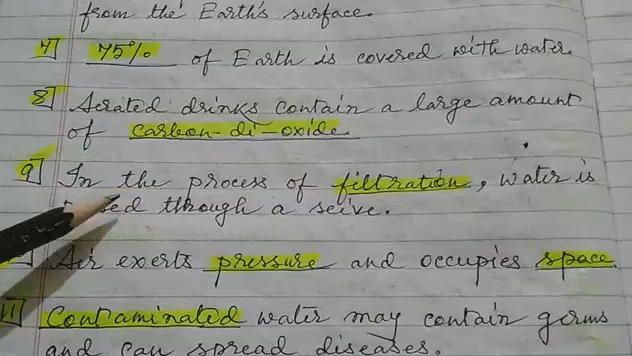 from the Earth's surface.
7] 75% of Earth is covered with water.
8] Aerated drinks contain a large amount
of carbon-di-oxide.
9] In the process of filtration, water is
through a seive.
Air exerts pressure and occupies space.
11] Contaminated water may contain germs
and can spread diseases.